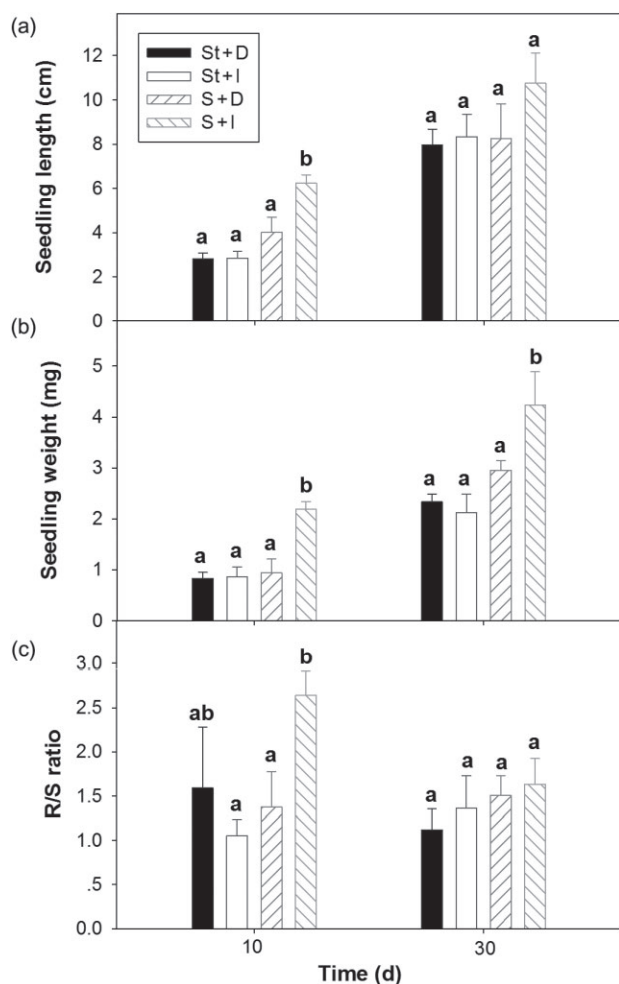 (a)
Seedling length (cm)
12
10
8
6
4
2
0
St+D
St+I
S+D
S+I
a a a b
a a a a
(b)
Seedling weight (mg)
5
4
3
2
1
0
a a a b
a a a b
(c)
R/S ratio
3.0
2.5
2.0
1.5
1.0
.5
0.0
ab a a b
a a a a
10 30
Time (d)